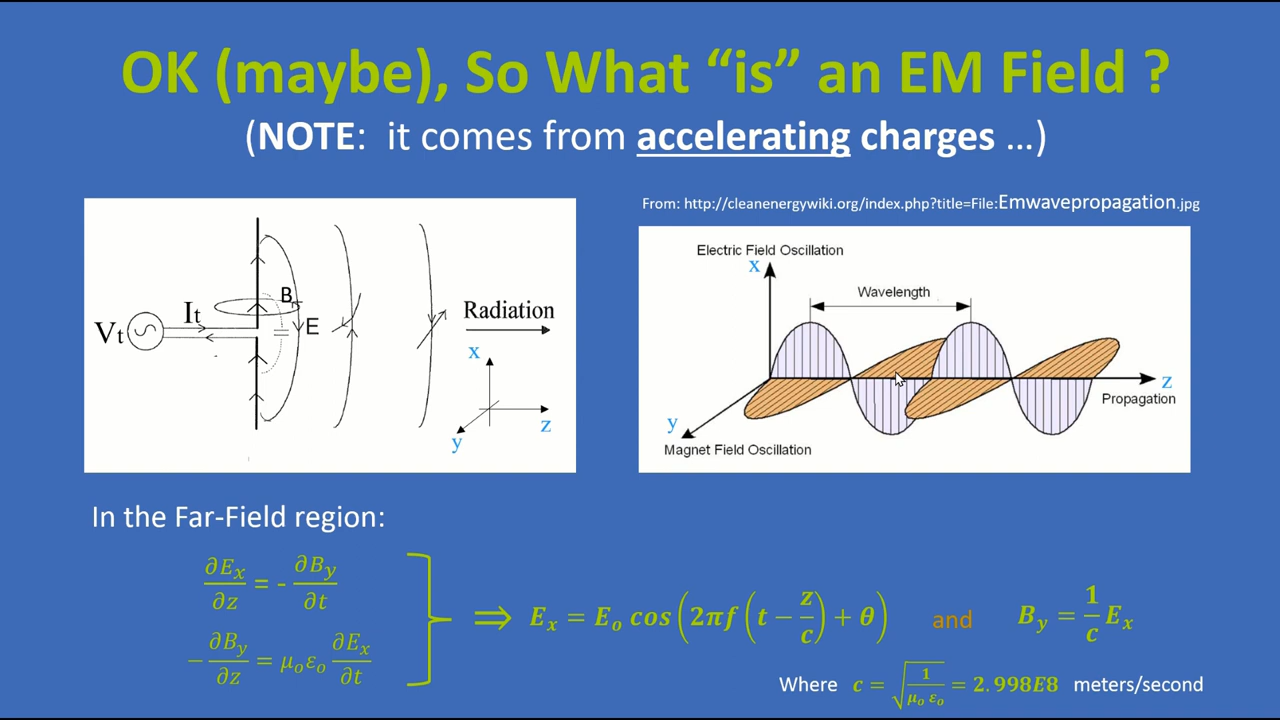 OK (maybe), So What “is” an EM Field ?
(NOTE:  it comes from accelerating charges …)
From: http://cleanenergywiki.org/index.php?title=File:Emwavepropagation.jpg
Vt
It
B
E
Radiation
x
y
z
Electric Field Oscillation
x
Wavelength
z
Propagation
y
Magnet Field Oscillation
In the Far-Field region:
∂Eₓ/∂z = - ∂B_y/∂t
−∂B_y/∂z = μₒεₒ ∂Eₓ/∂t
⇒ Eₓ = Eₒ cos(2πf(t − z/c) + θ) and B_y = 1/c Eₓ
Where c = √(1/(μₒ εₒ)) = 2.998E8 meters/second